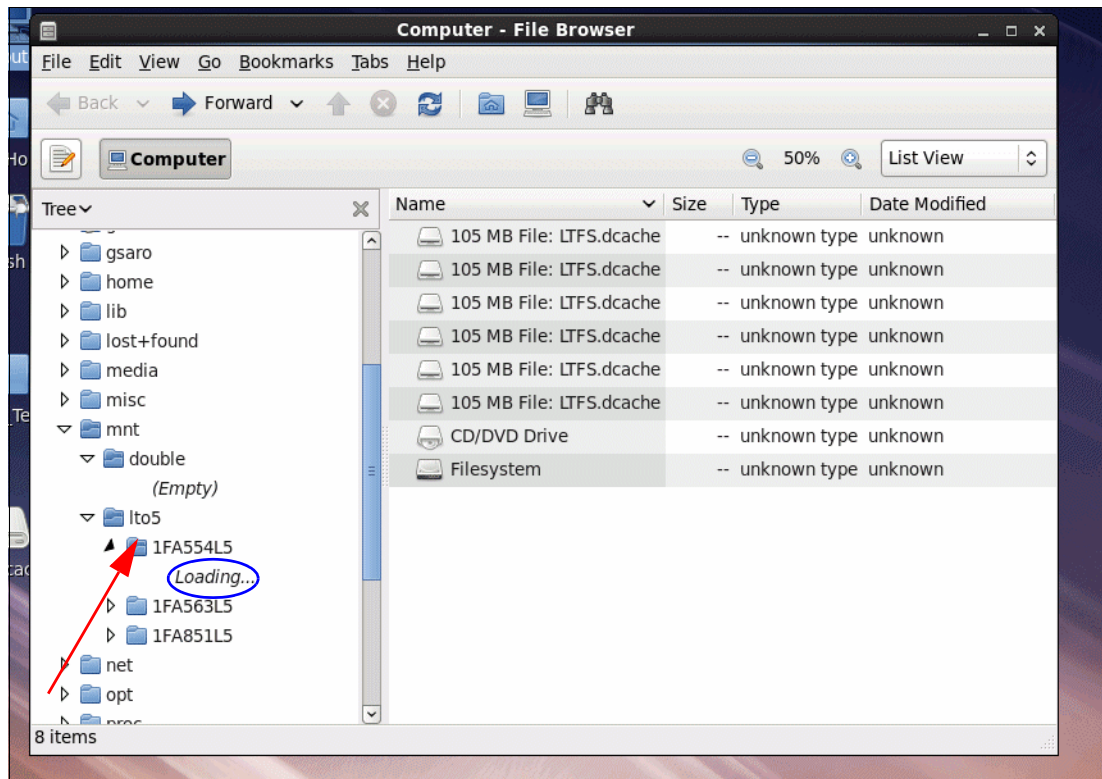 Computer - File Browser
File Edit View Go Bookmarks Tabs Help
Back Forward
Computer 50% List View
Tree
Name Size Type Date Modified
gsaro
home
lib
lost+found
media
misc
mnt
double
(Empty)
lto5
1FA554L5
Loading...
1FA563L5
1FA851L5
net
opt
proc
105 MB File: LTFS.dcache -- unknown type unknown
105 MB File: LTFS.dcache -- unknown type unknown
105 MB File: LTFS.dcache -- unknown type unknown
105 MB File: LTFS.dcache -- unknown type unknown
105 MB File: LTFS.dcache -- unknown type unknown
105 MB File: LTFS.dcache -- unknown type unknown
CD/DVD Drive -- unknown type unknown
Filesystem -- unknown type unknown
8 items